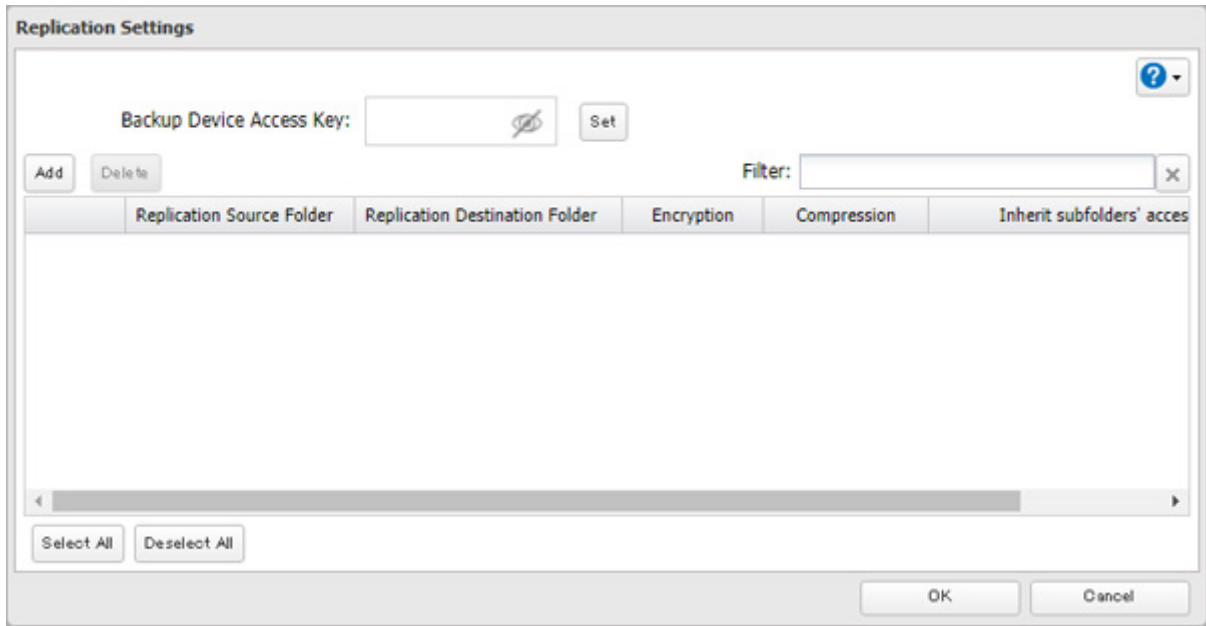 Replication Settings
?
Backup Device Access Key: Set
Add Delete Filter:
Replication Source Folder Replication Destination Folder Encryption Compression Inherit subfolders' acces
Select All Deselect All
OK Cancel